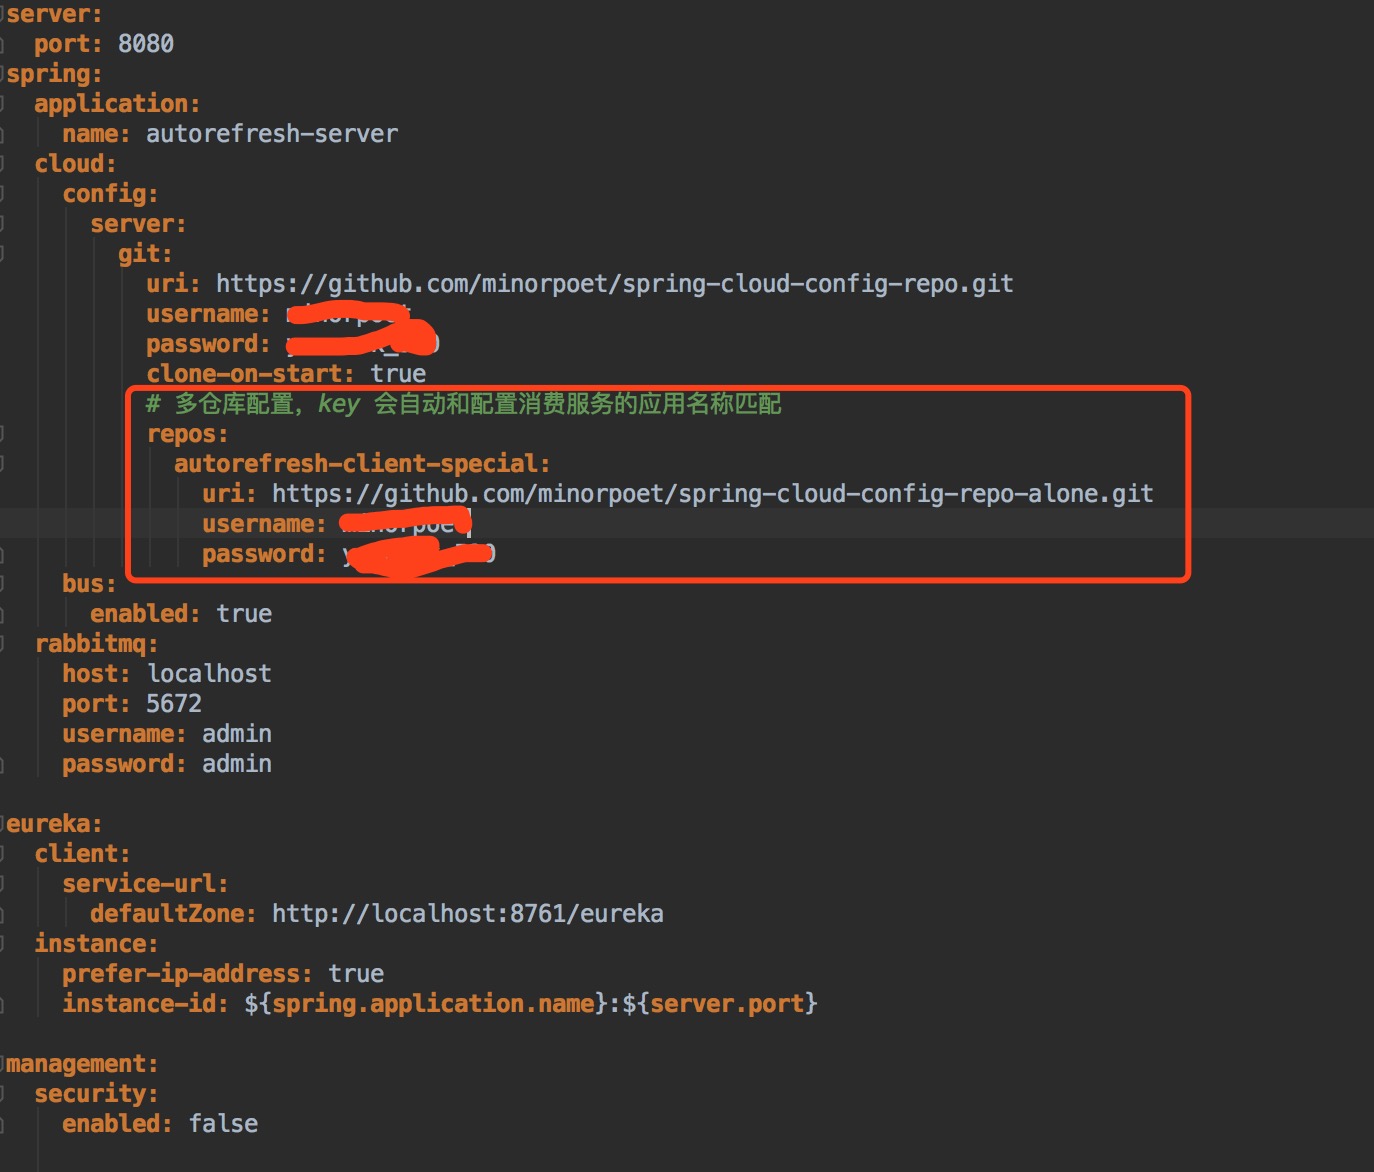 server:
  port: 8080
spring:
  application:
    name: autorefresh-server
  cloud:
    config:
      server:
        git:
          uri: https://github.com/minorpoet/spring-cloud-config-repo.git
          username:
          password:
          clone-on-start: true
          # 多仓库配置，key 会自动和配置消费服务的应用名称匹配
          repos:
            autorefresh-client-special:
              uri: https://github.com/minorpoet/spring-cloud-config-repo-alone.git
              username:
              password:
    bus:
      enabled: true
  rabbitmq:
    host: localhost
    port: 5672
    username: admin
    password: admin
eureka:
  client:
    service-url:
      defaultZone: http://localhost:8761/eureka
  instance:
    prefer-ip-address: true
    instance-id: ${spring.application.name}:${server.port}
management:
  security:
    enabled: false